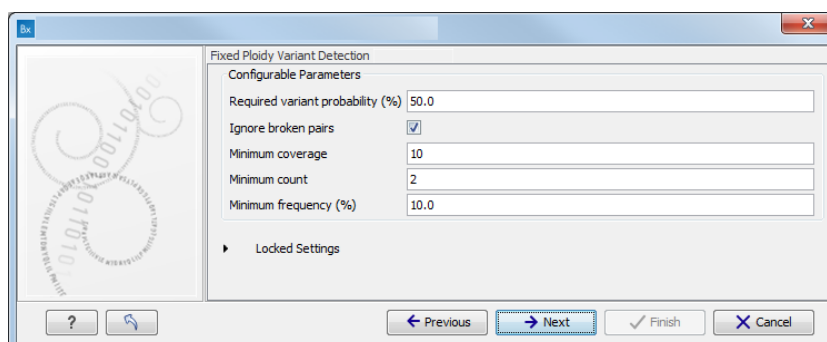 Bx
Fixed Ploidy Variant Detection
Configurable Parameters
Required variant probability (%) 50.0
Ignore broken pairs
Minimum coverage 10
Minimum count 2
Minimum frequency (%) 10.0
Locked Settings
? Previous Next Finish Cancel